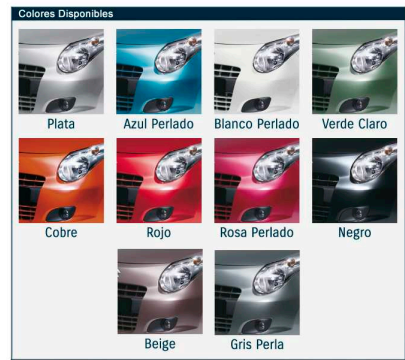 Colores Disponibles
Plata Azul Perlado Blanco Perlado Verde Claro
Cobre Rojo Rosa Perlado Negro
Beige Gris Perla